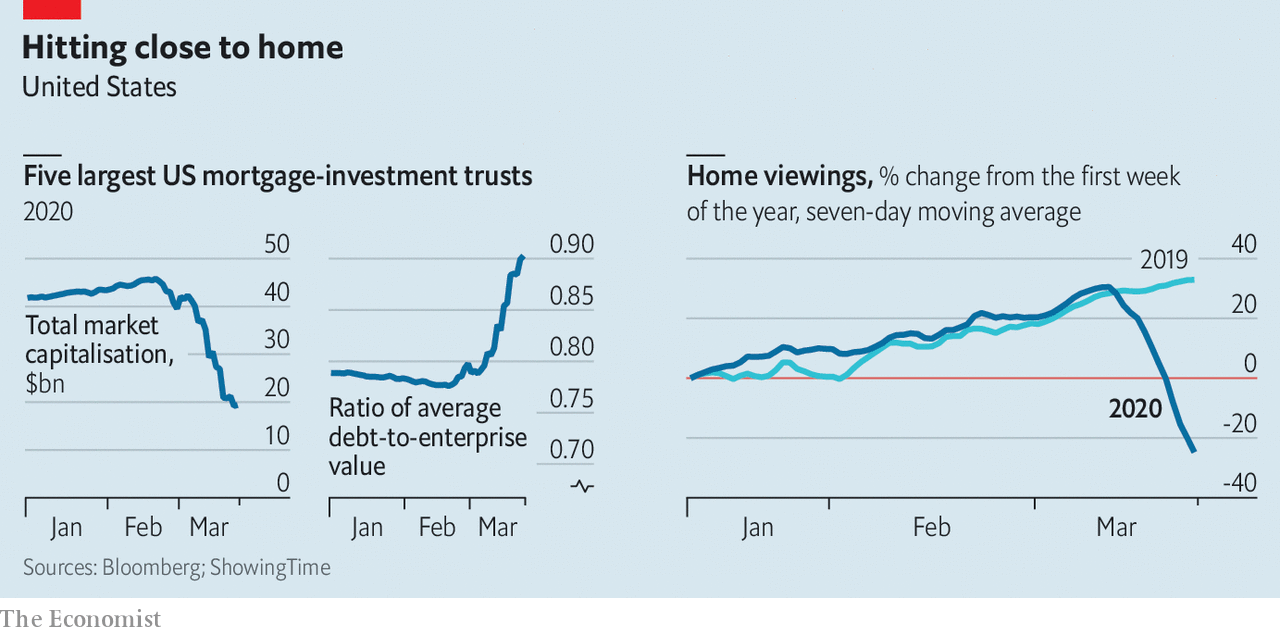 Hitting close to home
United States
Five largest US mortgage-investment trusts
2020
50
40
30
20
10
0
Total market
capitalisation,
$bn
Jan Feb Mar
0.90
0.85
0.80
0.75
0.70
Ratio of average
debt-to-enterprise
value
Jan Feb Mar
Home viewings, % change from the first week
of the year, seven-day moving average
40
20
0
-20
-40
2019
2020
Jan Feb Mar
Sources: Bloomberg; ShowingTime
The Economist